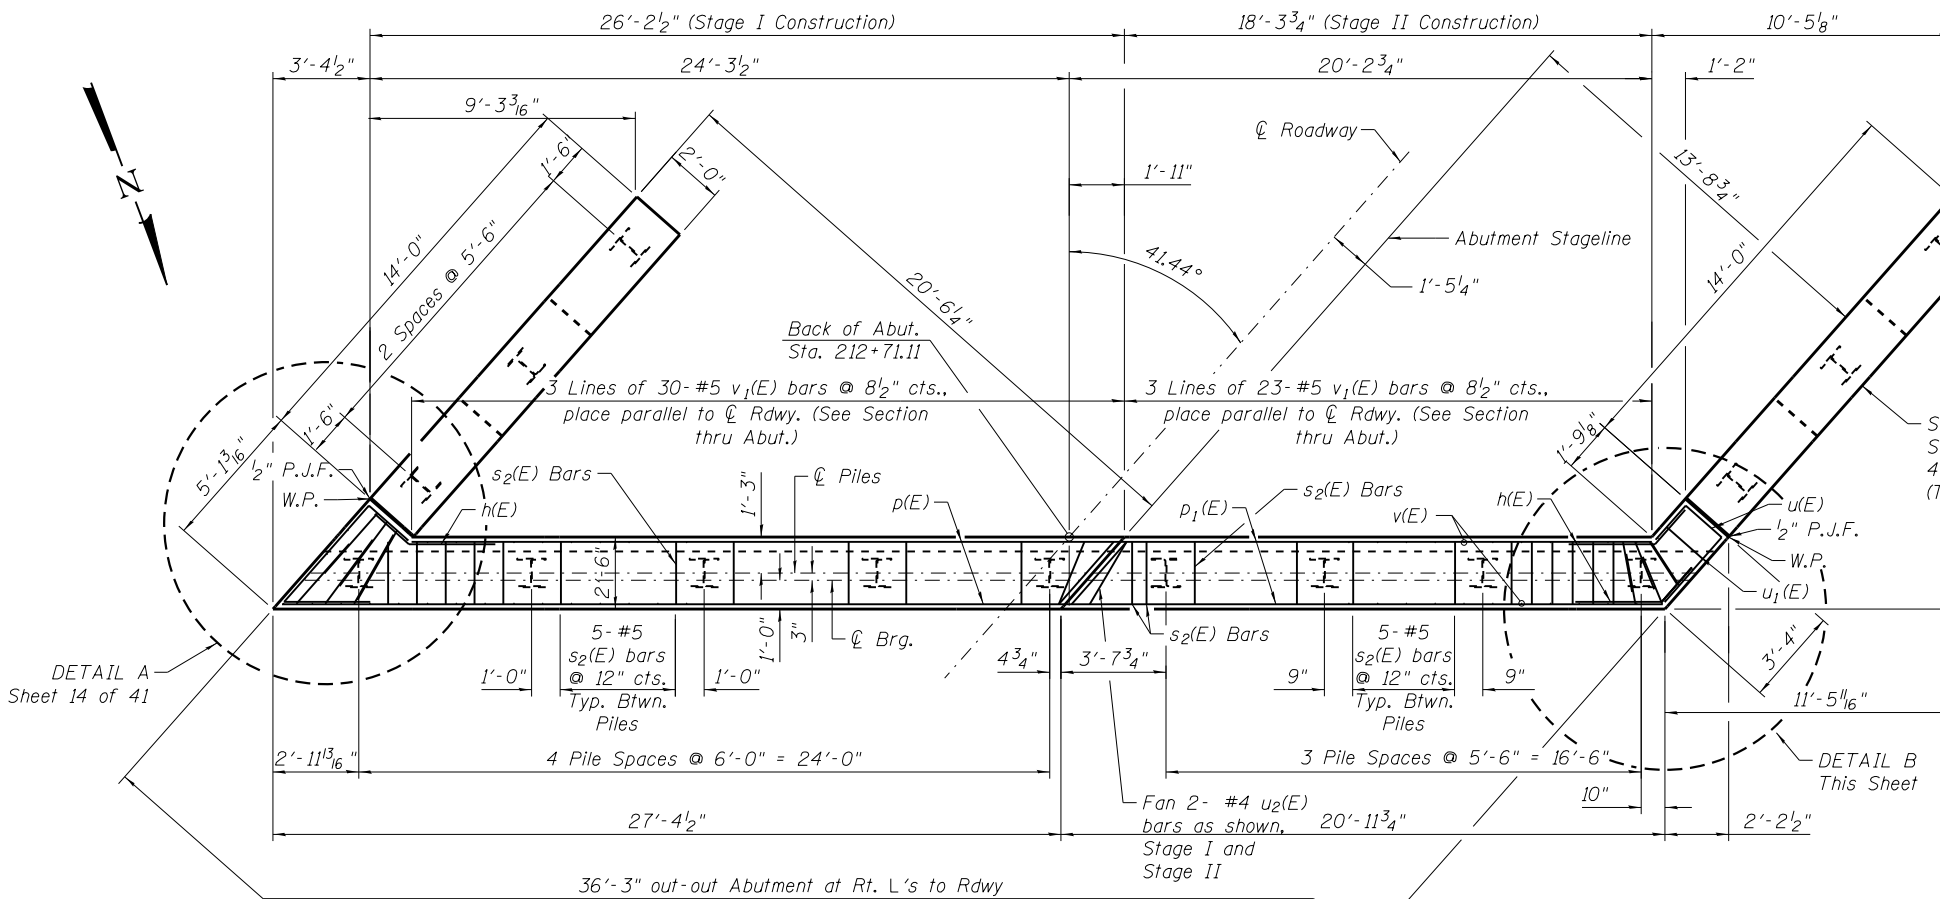 26'-2½" (Stage I Construction)
18'-3¾" (Stage II Construction)
10'-5⅛"
3'-4½"
24'-3½"
20'-2¾"
1'-2"
9'-3 3/16"
1'-6"
2'-0"
℄ Roadway
13'-8¾"
N
1'-11"
14'-0"
2 Spaces @ 5'-6"
Abutment Stageline
41.44°
14'-0"
1'-5¼"
20'-6¼"
Back of Abut.
Sta. 212+71.11
3 Lines of 30-#5 v1(E) bars @ 8½" cts.,
place parallel to ℄ Rdwy. (See Section
thru Abut.)
3 Lines of 23-#5 v1(E) bars @ 8½" cts.,
place parallel to ℄ Rdwy. (See Section
thru Abut.)
1'-6"
5'-1 3/16"
1'-9⅛"
S
S
4
(T
½" P.J.F.
W.P.
s2(E) Bars
h(E)
1'-3"
℄ Piles
p(E)
s2(E) Bars
p1(E)
v(E)
h(E)
u(E)
½" P.J.F.
W.P.
u1(E)
2'-6"
1'-0"
3"
℄ Brg.
s2(E) Bars
DETAIL A
Sheet 14 of 41
1'-0"
5- #5
s2(E) bars
@ 12" cts.
Typ. Btwn.
Piles
1'-0"
4¾"
3'-7¾"
9"
5- #5
s2(E) bars
@ 12" cts.
Typ. Btwn.
Piles
9"
3'-4"
11'-5 11/16"
2'-11 13/16"
4 Pile Spaces @ 6'-0" = 24'-0"
3 Pile Spaces @ 5'-6" = 16'-6"
DETAIL B
This Sheet
10"
27'-4½"
Fan 2- #4 u2(E)
bars as shown,
Stage I and
Stage II
20'-11¾"
2'-2½"
36'-3" out-out Abutment at Rt. L's to Rdwy